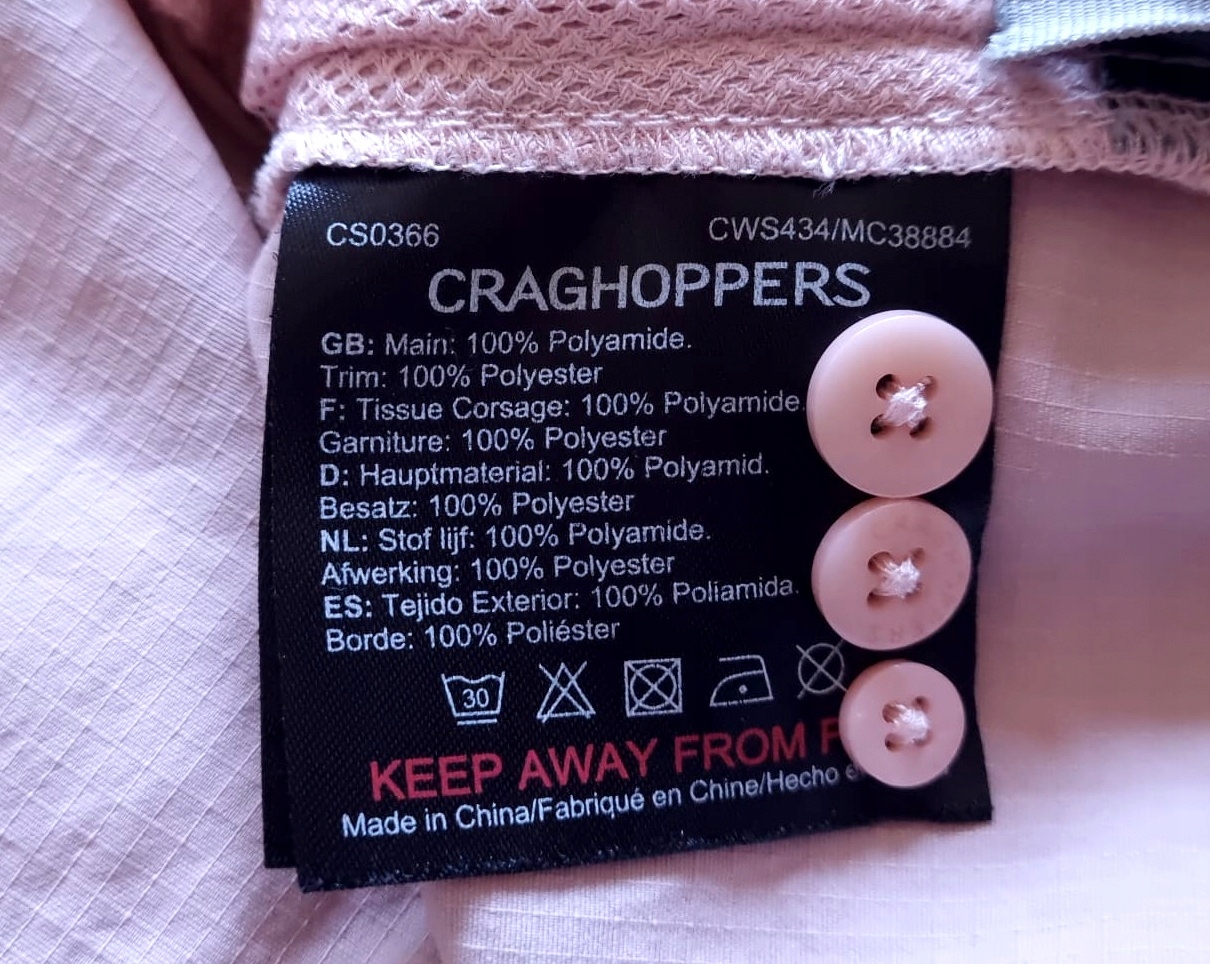 CS0366 CWS434/MC38884
CRAGHOPPERS
GB: Main: 100% Polyamide.
Trim: 100% Polyester
F: Tissue Corsage: 100% Polyamide.
Garniture: 100% Polyester
D: Hauptmaterial: 100% Polyamid.
Besatz: 100% Polyester
NL: Stof lijf: 100% Polyamide.
Afwerking: 100% Polyester
ES: Tejido Exterior: 100% Poliamida.
Borde: 100% Poliéster
30
KEEP AWAY FROM
Made in China/Fabriqué en Chine/Hecho